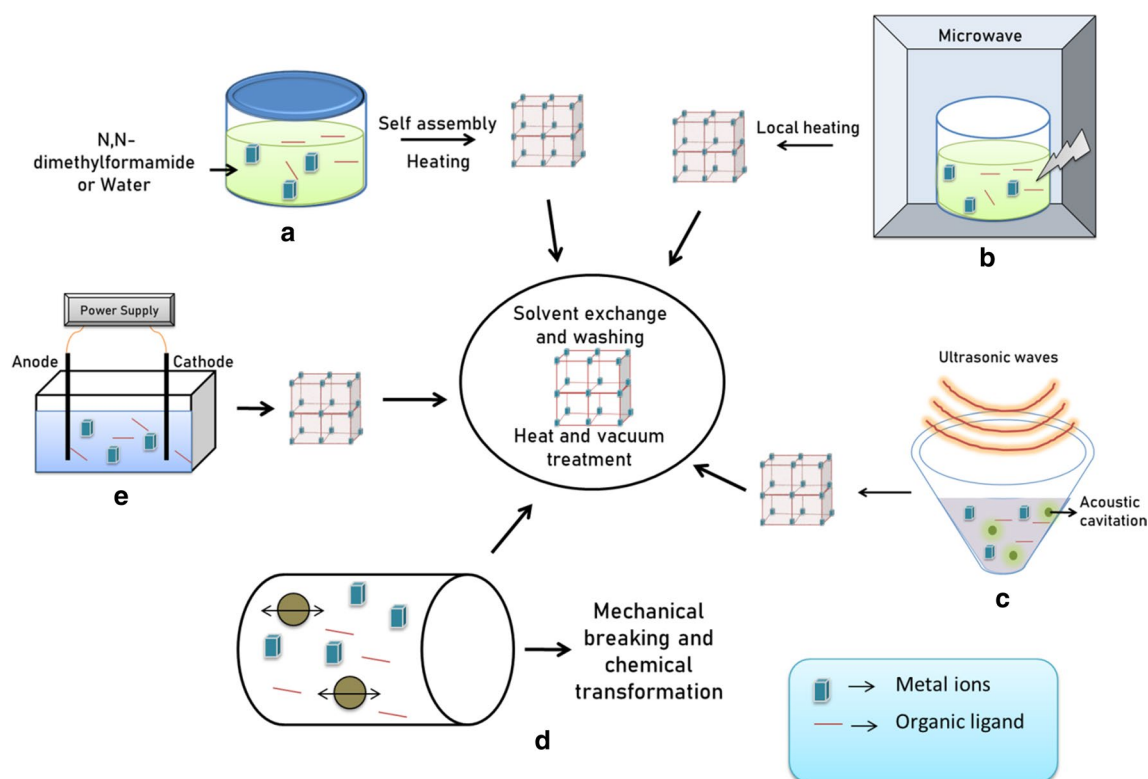 N,N-
dimethylformamide
or Water
Self assembly
Heating
a
Local heating
Microwave
b
Power Supply
Anode
Cathode
e
Solvent exchange
and washing
Heat and vacuum
treatment
Ultrasonic waves
Acoustic
cavitation
c
Mechanical
breaking and
chemical
transformation
d
Metal ions
Organic ligand